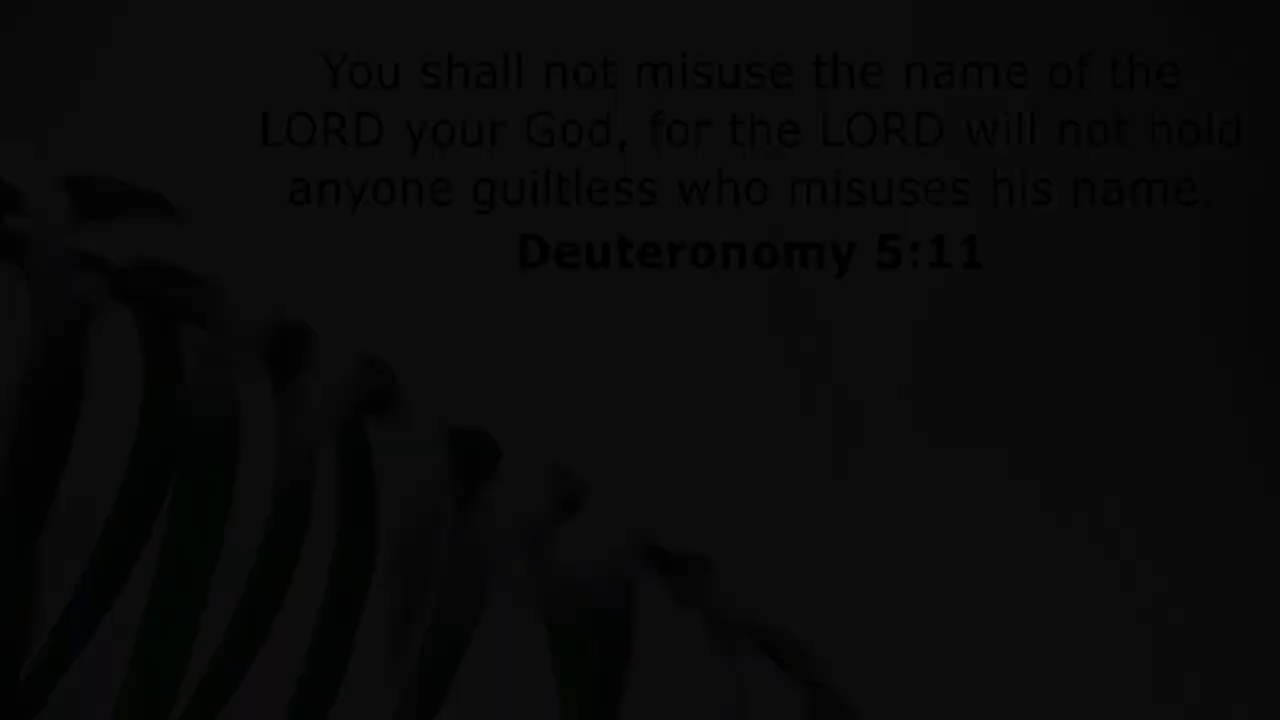 You shall not misuse the name of the
LORD your God, for the LORD will not hold
anyone guiltless who misuses his name.
Deuteronomy 5:11